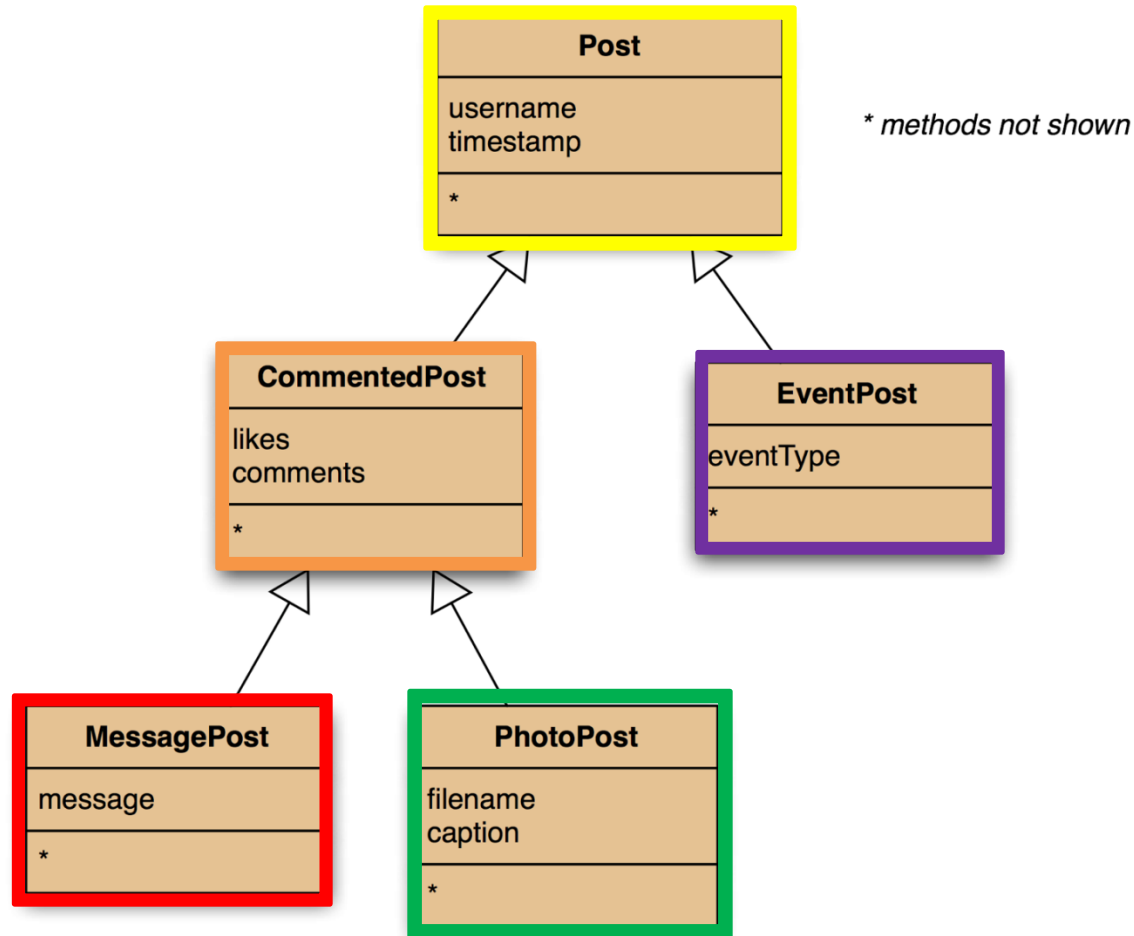 Post
username
timestamp
*
* methods not shown
CommentedPost
likes
comments
*
EventPost
eventType
*
MessagePost
message
*
PhotoPost
filename
caption
*